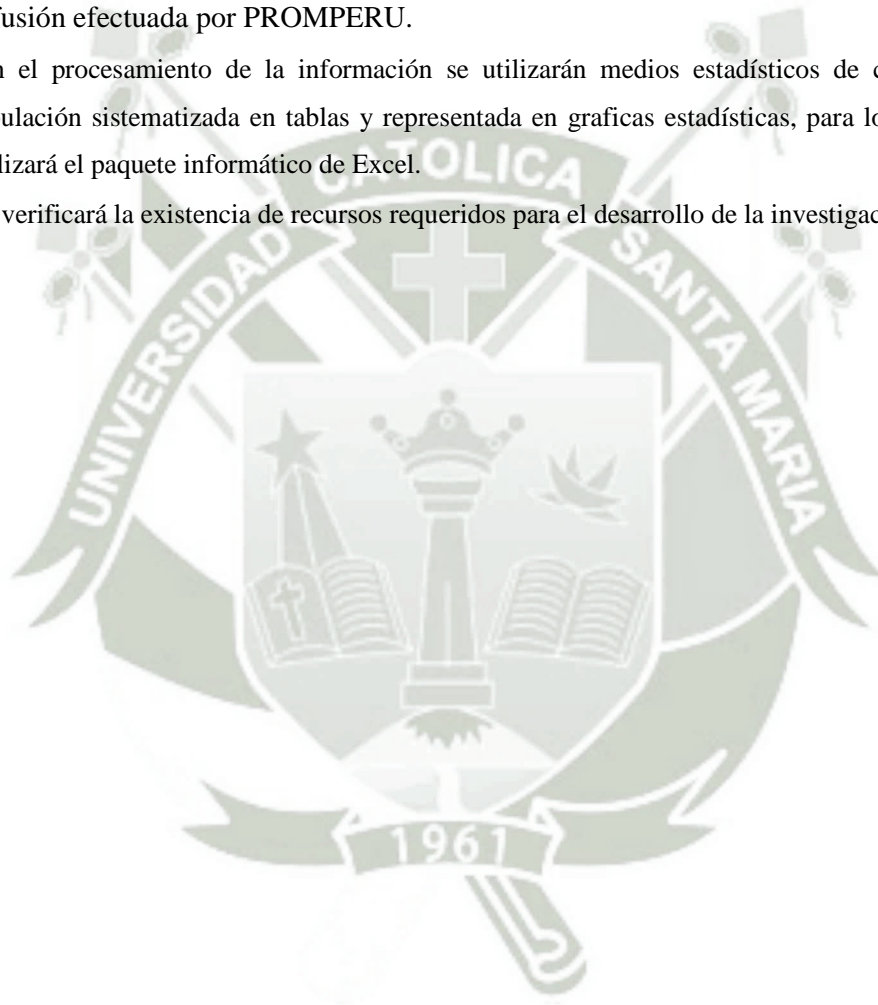 fusión efectuada por PROMPERU.
n el procesamiento de la información se utilizarán medios estadísticos de c
ulación sistematizada en tablas y representada en graficas estadísticas, para lo
lizará el paquete informático de Excel.
verificará la existencia de recursos requeridos para el desarrollo de la investigac
UNIVERSIDAD CATOLICA SANTA MARIA
1961